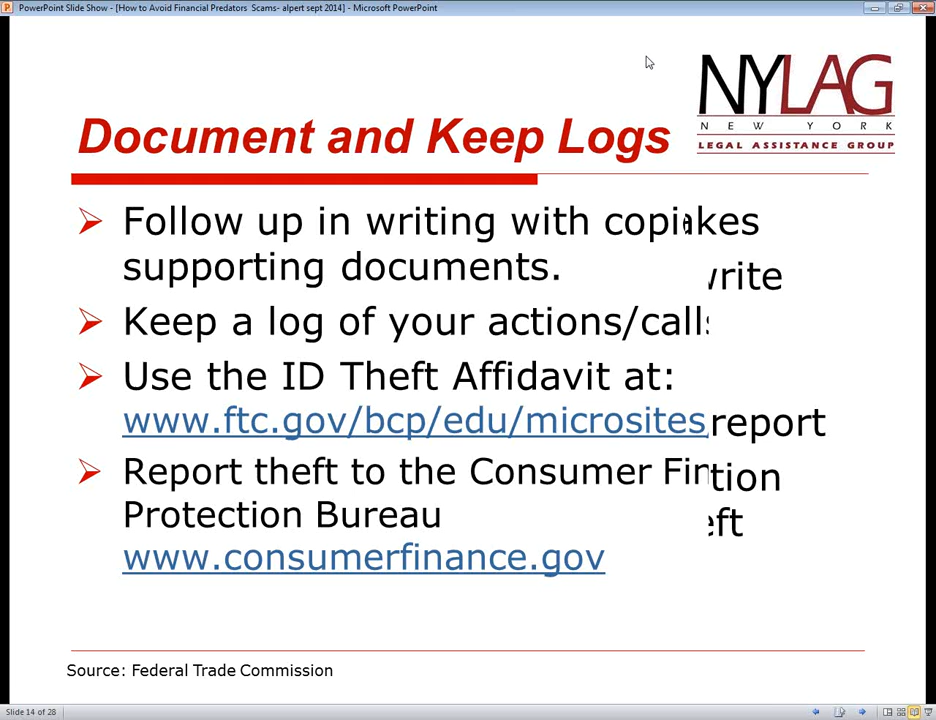 PowerPoint Slide Show - [How to Avoid Financial Predators  Scams- alpert sept 2014] - Microsoft PowerPoint
NYLAG
NEW YORK
LEGAL ASSISTANCE GROUP
Document and Keep Logs
Follow up in writing with copi kes
supporting documents.
write
Keep a log of your actions/calls
Use the ID Theft Affidavit at:
www.ftc.gov/bcp/edu/microsites report
Report theft to the Consumer Fin tion
Protection Bureau eft
www.consumerfinance.gov
Source: Federal Trade Commission
Slide 14 of 28